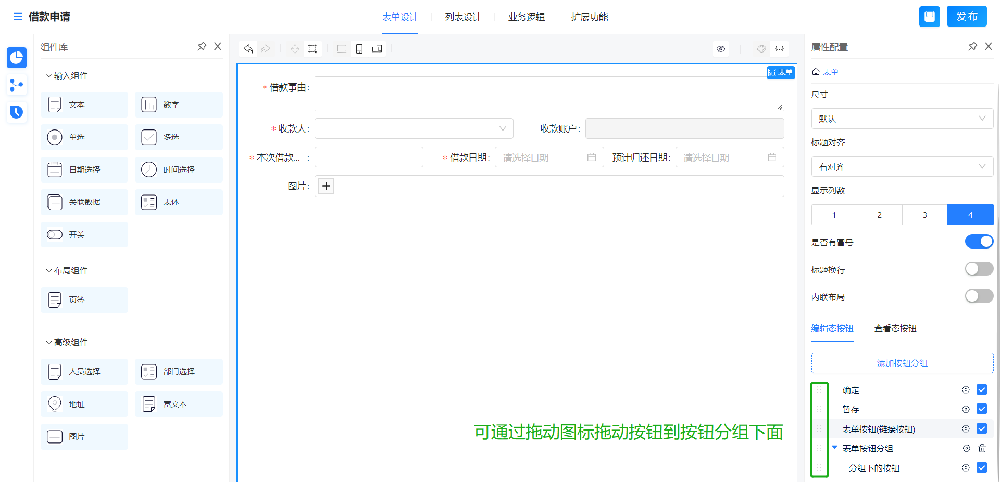 借款申请
表单设计
列表设计
业务逻辑
扩展功能
发布
组件库
输入组件
文本
数字
单选
多选
日期选择
时间选择
关联数据
表体
开关
布局组件
页签
高级组件
人员选择
部门选择
地址
富文本
图片
表单
* 借款事由:
* 收款人:
收款账户:
* 本次借款... :
* 借款日期:
请选择日期
预计归还日期:
请选择日期
图片:
可通过拖动图标拖动按钮到按钮分组下面
属性配置
表单
尺寸
默认
标题对齐
右对齐
显示列数
1 2 3 4
是否有冒号
标题换行
内联布局
编辑态按钮
查看态按钮
添加按钮分组
确定
暂存
表单按钮(链接按钮)
表单按钮分组
分组下的按钮